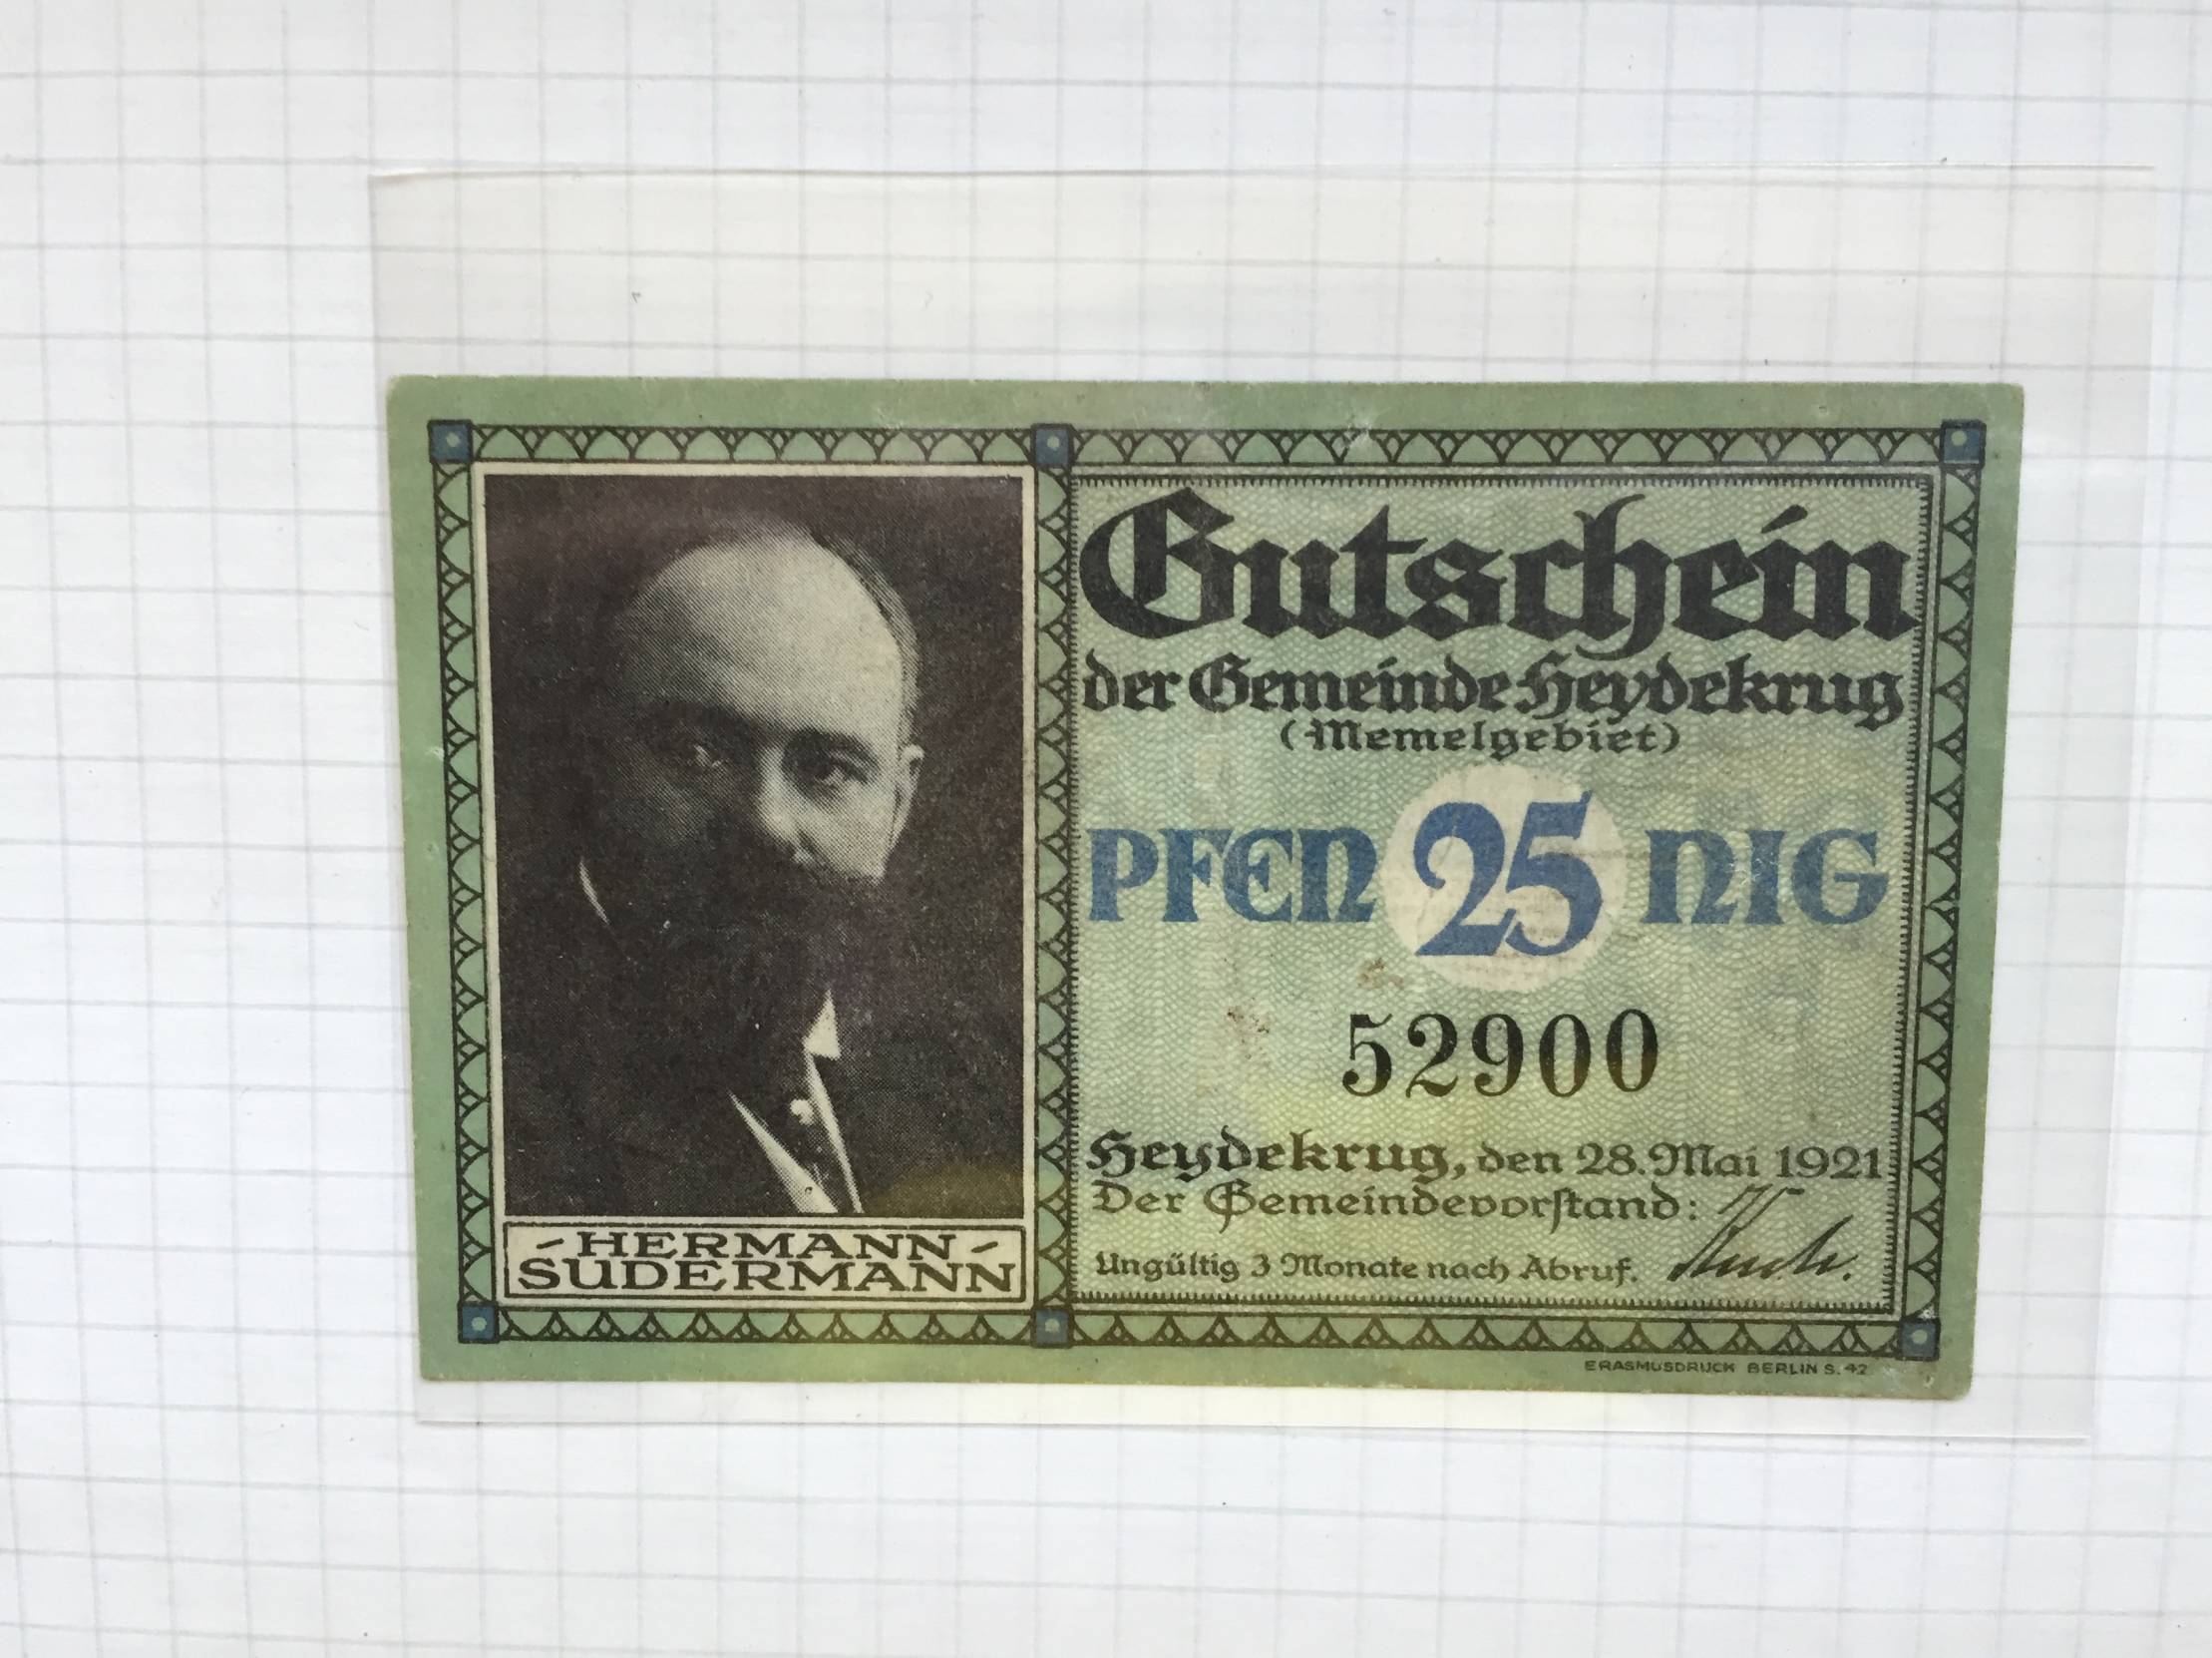 Gutschein
der Gemeinde Heydekrug
(Memelgebiet)
PFEN 25 NIG
52900
Heydekrug, den 28. Mai 1921
Der Gemeindevorstand:
Ungültig 3 Monate nach Abruf.
- HERMANN -
SUDERMANN
ERASMUSDRUCK BERLIN S. 42